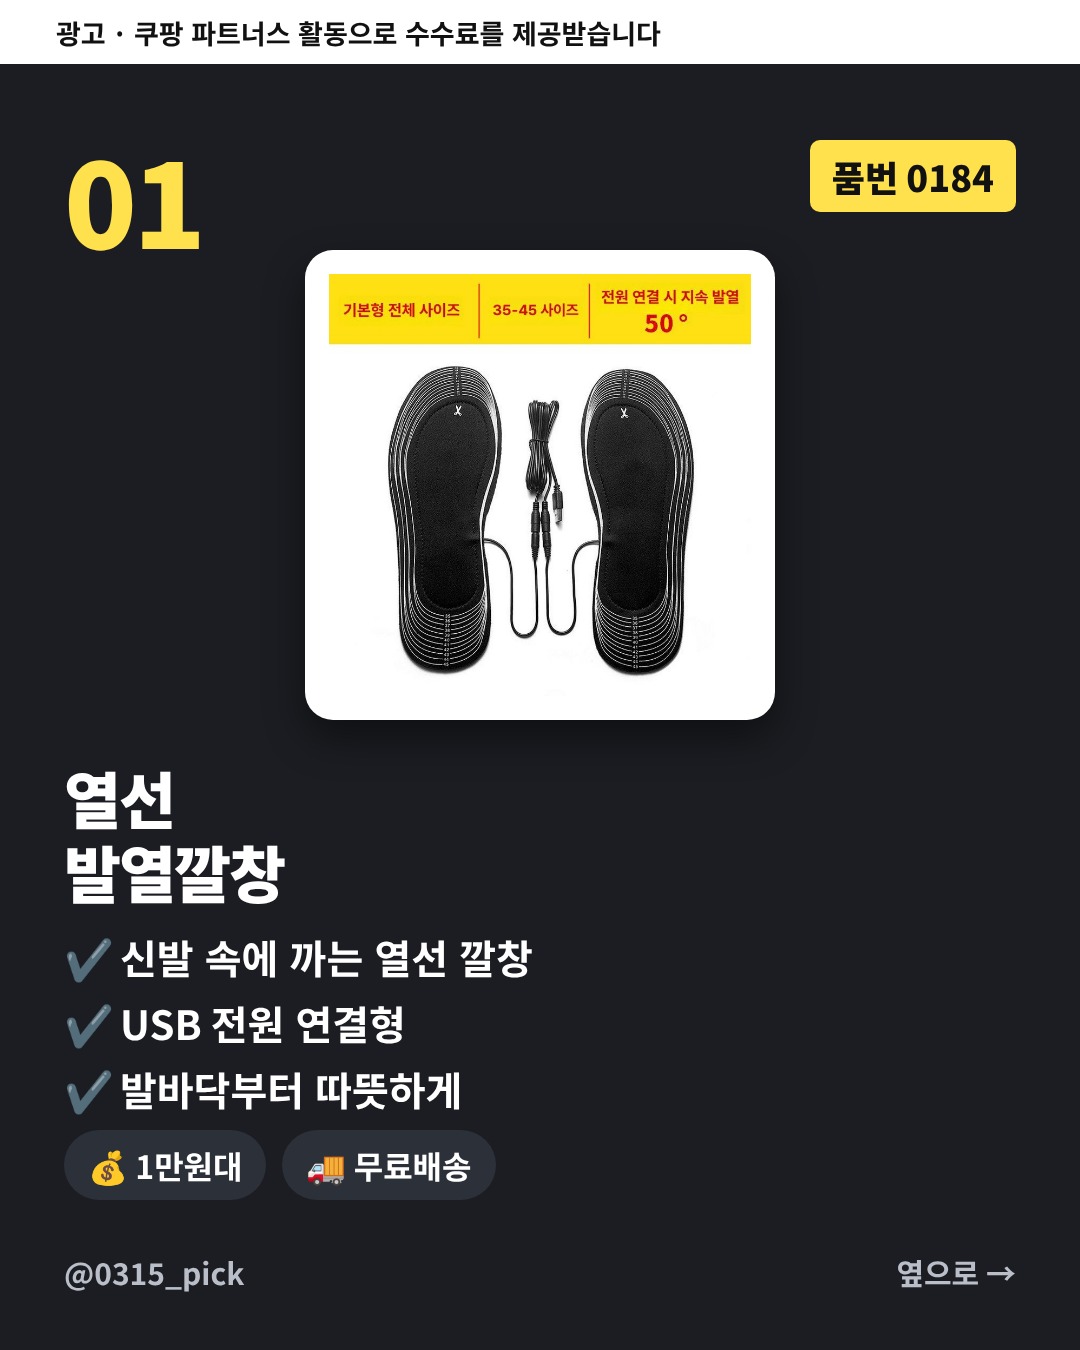 광고 · 쿠팡 파트너스 활동으로 수수료를 제공받습니다
01
품번 0184
기본형 전체 사이즈
35-45 사이즈
전원 연결 시 지속 발열
50 °
열선
발열깔창
✔️ 신발 속에 까는 열선 깔창
✔️ USB 전원 연결형
✔️ 발바닥부터 따뜻하게
💰 1만원대
🚚 무료배송
@0315_pick
옆으로 →